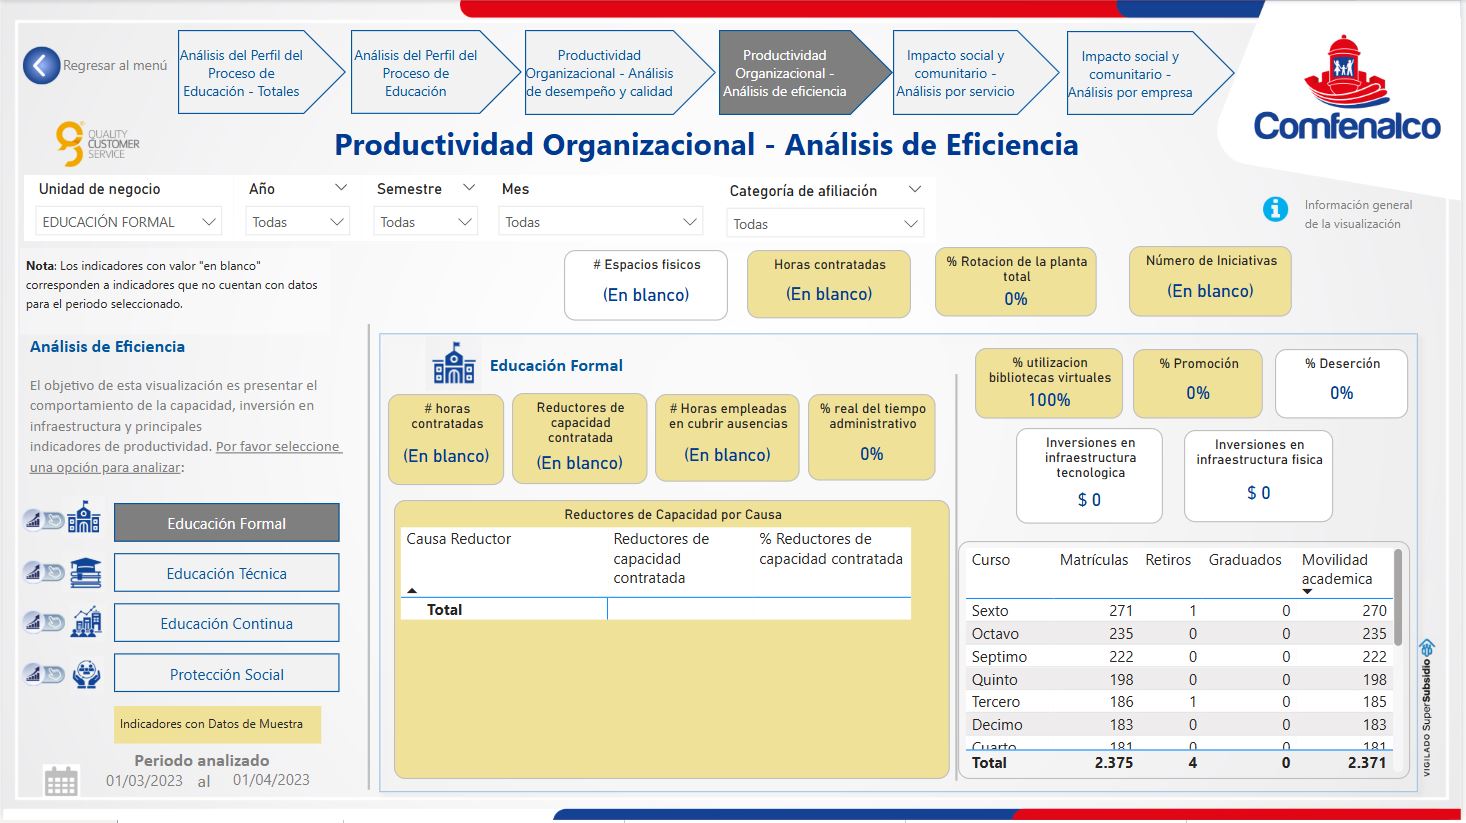 Regresar al menú
Análisis del Perfil del
Proceso de
Educación - Totales
Análisis del Perfil del
Proceso de
Educación
Productividad
Organizacional - Análisis
de desempeño y calidad
Productividad
Organizacional -
Análisis de eficiencia
Impacto social y
comunitario -
Análisis por servicio
Impacto social y
comunitario -
Análisis por empresa
Comfenalco
QUALITY
CUSTOMER
SERVICE
Productividad Organizacional - Análisis de Eficiencia
Unidad de negocio
EDUCACIÓN FORMAL
Año
Todas
Semestre
Todas
Mes
Todas
Categoría de afiliación
Todas
Información general
de la visualización
Nota: Los indicadores con valor "en blanco"
corresponden a indicadores que no cuentan con datos
para el periodo seleccionado.
# Espacios fisicos
(En blanco)
Horas contratadas
(En blanco)
% Rotacion de la planta
total
0%
Número de Iniciativas
(En blanco)
Análisis de Eficiencia
El objetivo de esta visualización es presentar el
comportamiento de la capacidad, inversión en
infraestructura y principales
indicadores de productividad. Por favor seleccione
una opción para analizar:
Educación Formal
Educación Técnica
Educación Continua
Protección Social
Indicadores con Datos de Muestra
Periodo analizado
01/03/2023 al 01/04/2023
Educación Formal
# horas
contratadas
(En blanco)
Reductores de
capacidad
contratada
(En blanco)
# Horas empleadas
en cubrir ausencias
(En blanco)
% real del tiempo
administrativo
0%
Reductores de Capacidad por Causa
Causa Reductor
Reductores de
capacidad
contratada
% Reductores de
capacidad contratada
Total
% utilizacion
bibliotecas virtuales
100%
% Promoción
0%
% Deserción
0%
Inversiones en
infraestructura
tecnologica
$ 0
Inversiones en
infraestructura fisica
$ 0
Curso Matrículas Retiros Graduados Movilidad
academica
Sexto 271 1 0 270
Octavo 235 0 0 235
Septimo 222 0 0 222
Quinto 198 0 0 198
Tercero 186 1 0 185
Decimo 183 0 0 183
Cuarto 181 0 0 181
Total 2.375 4 0 2.371
VIGILADO SuperSubsidio